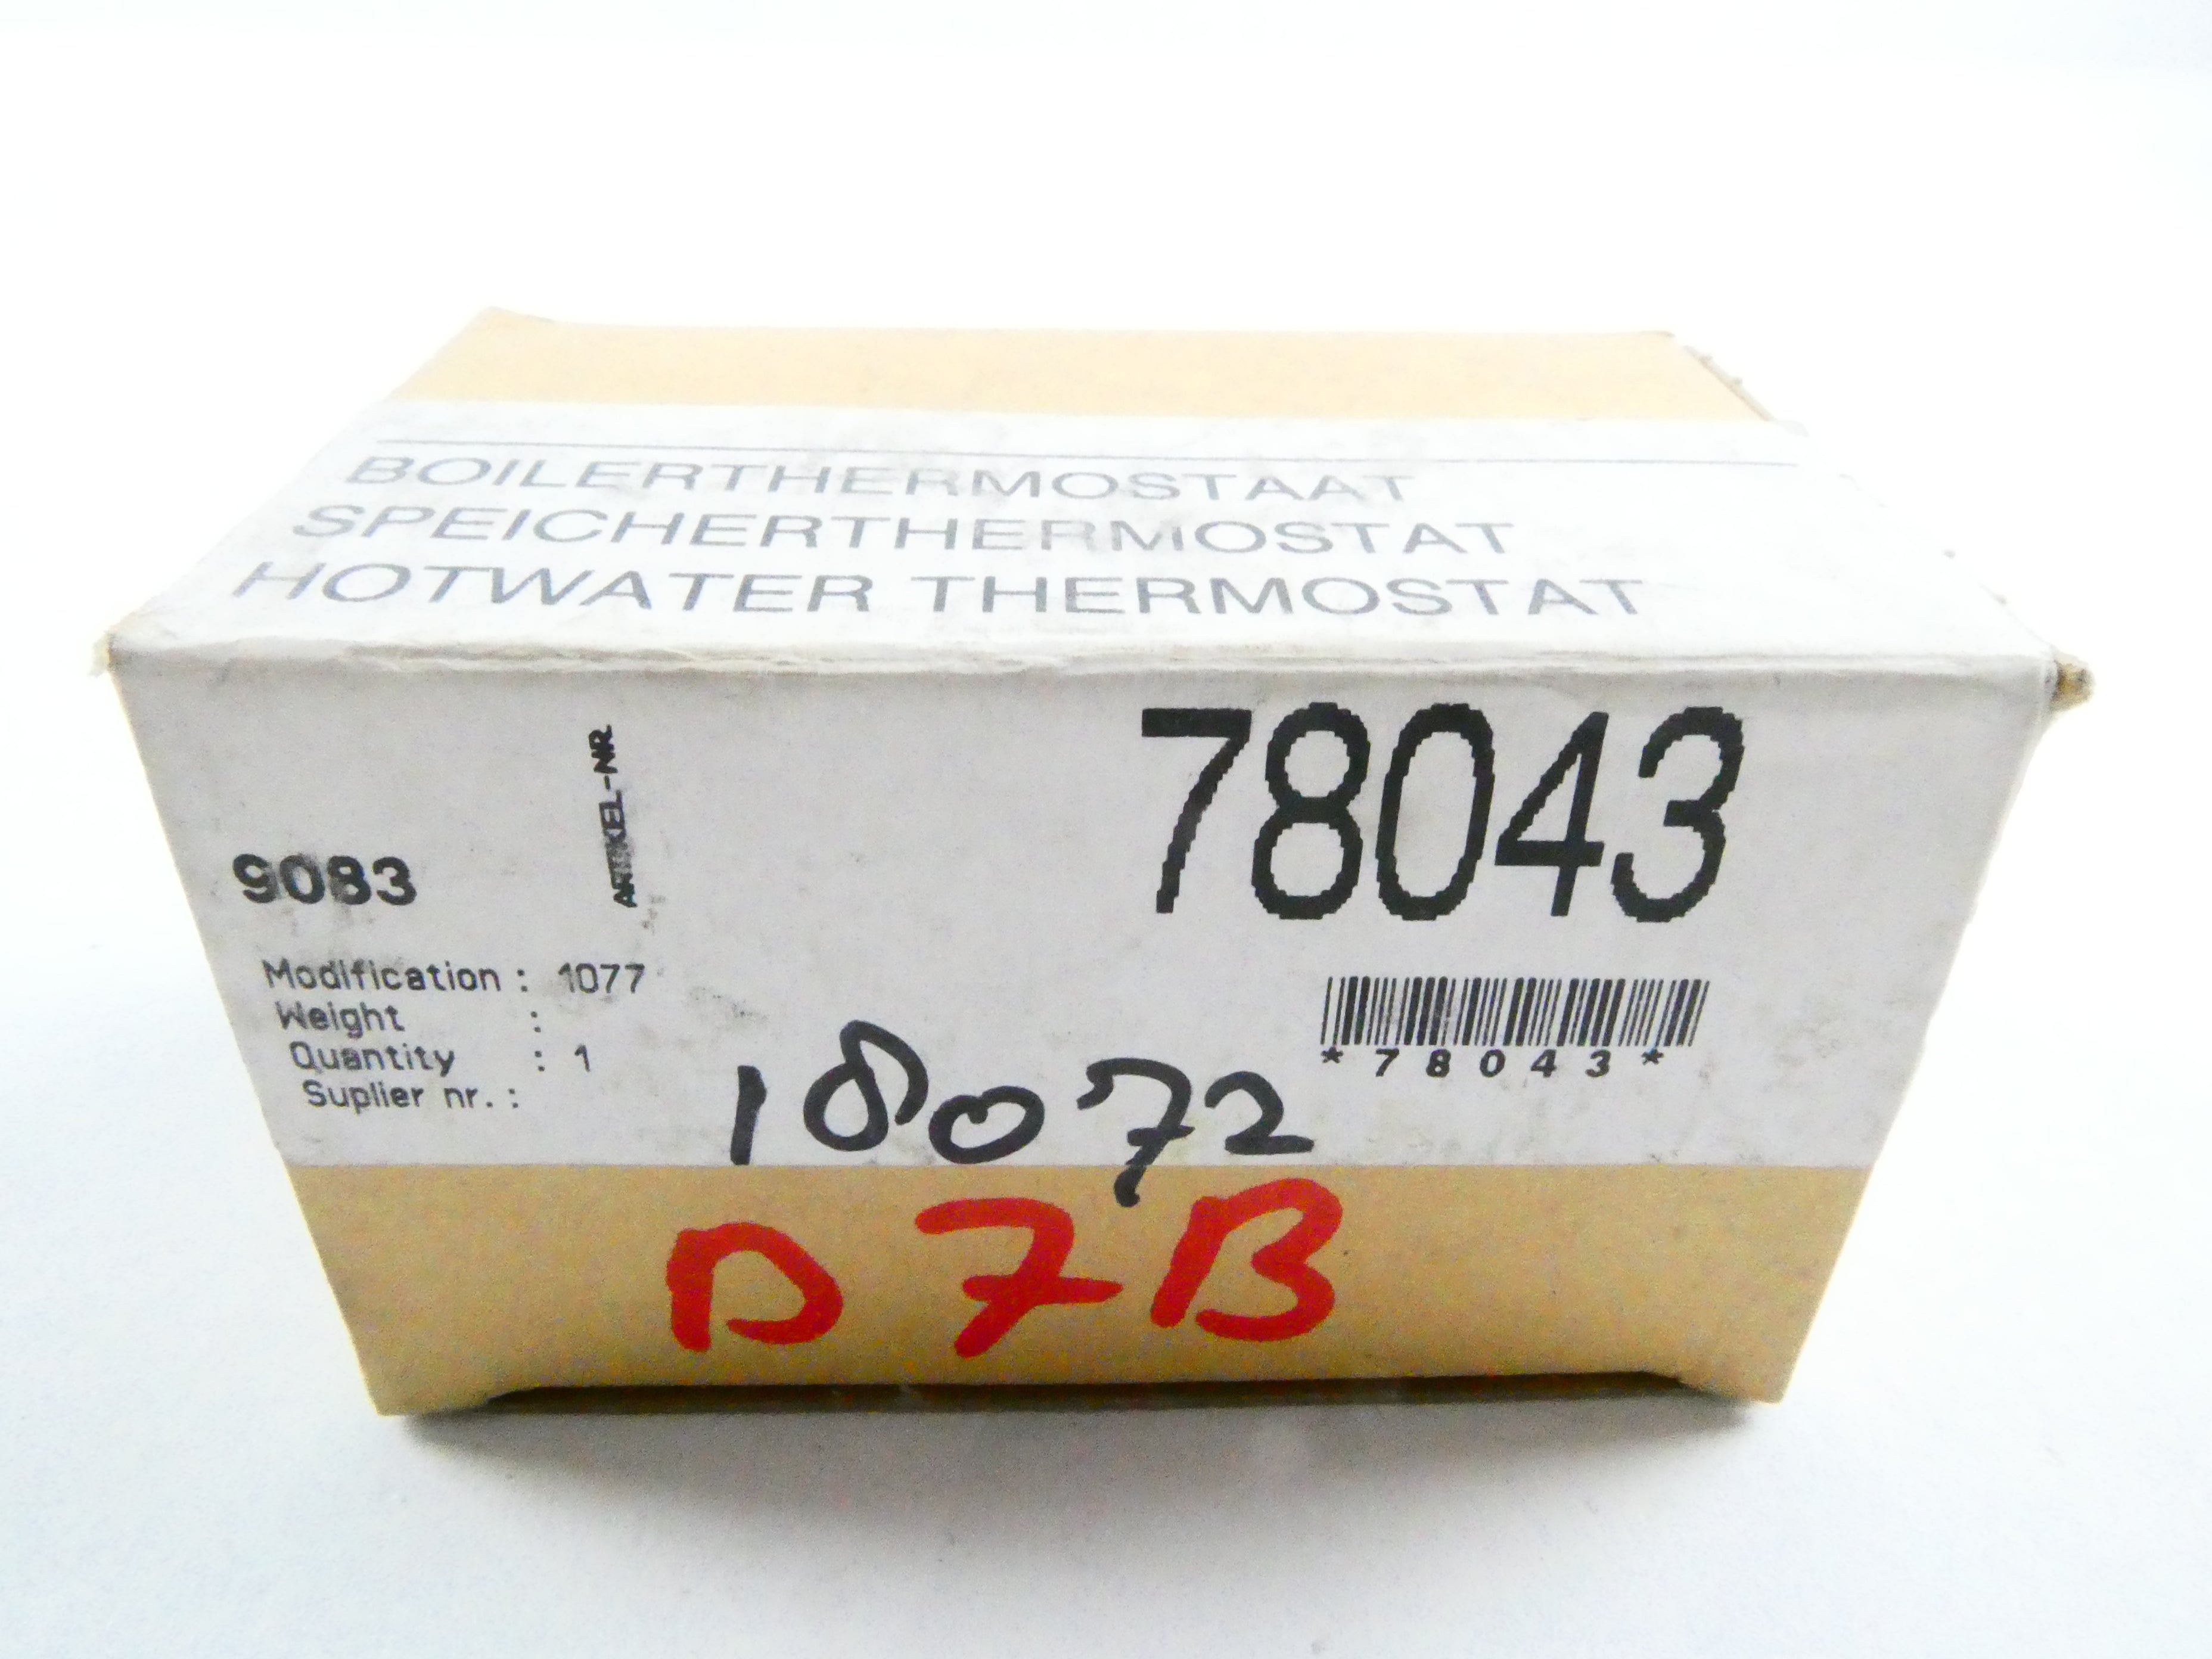 BOILERTHERMOSTAAT
SPEICHERTHERMOSTAT
HOTWATER THERMOSTAT
ARTIKEL-NR
78043
9083
Modification : 1077
Weight :
Quantity : 1
Suplier nr. :
*78043*
18072
D7B